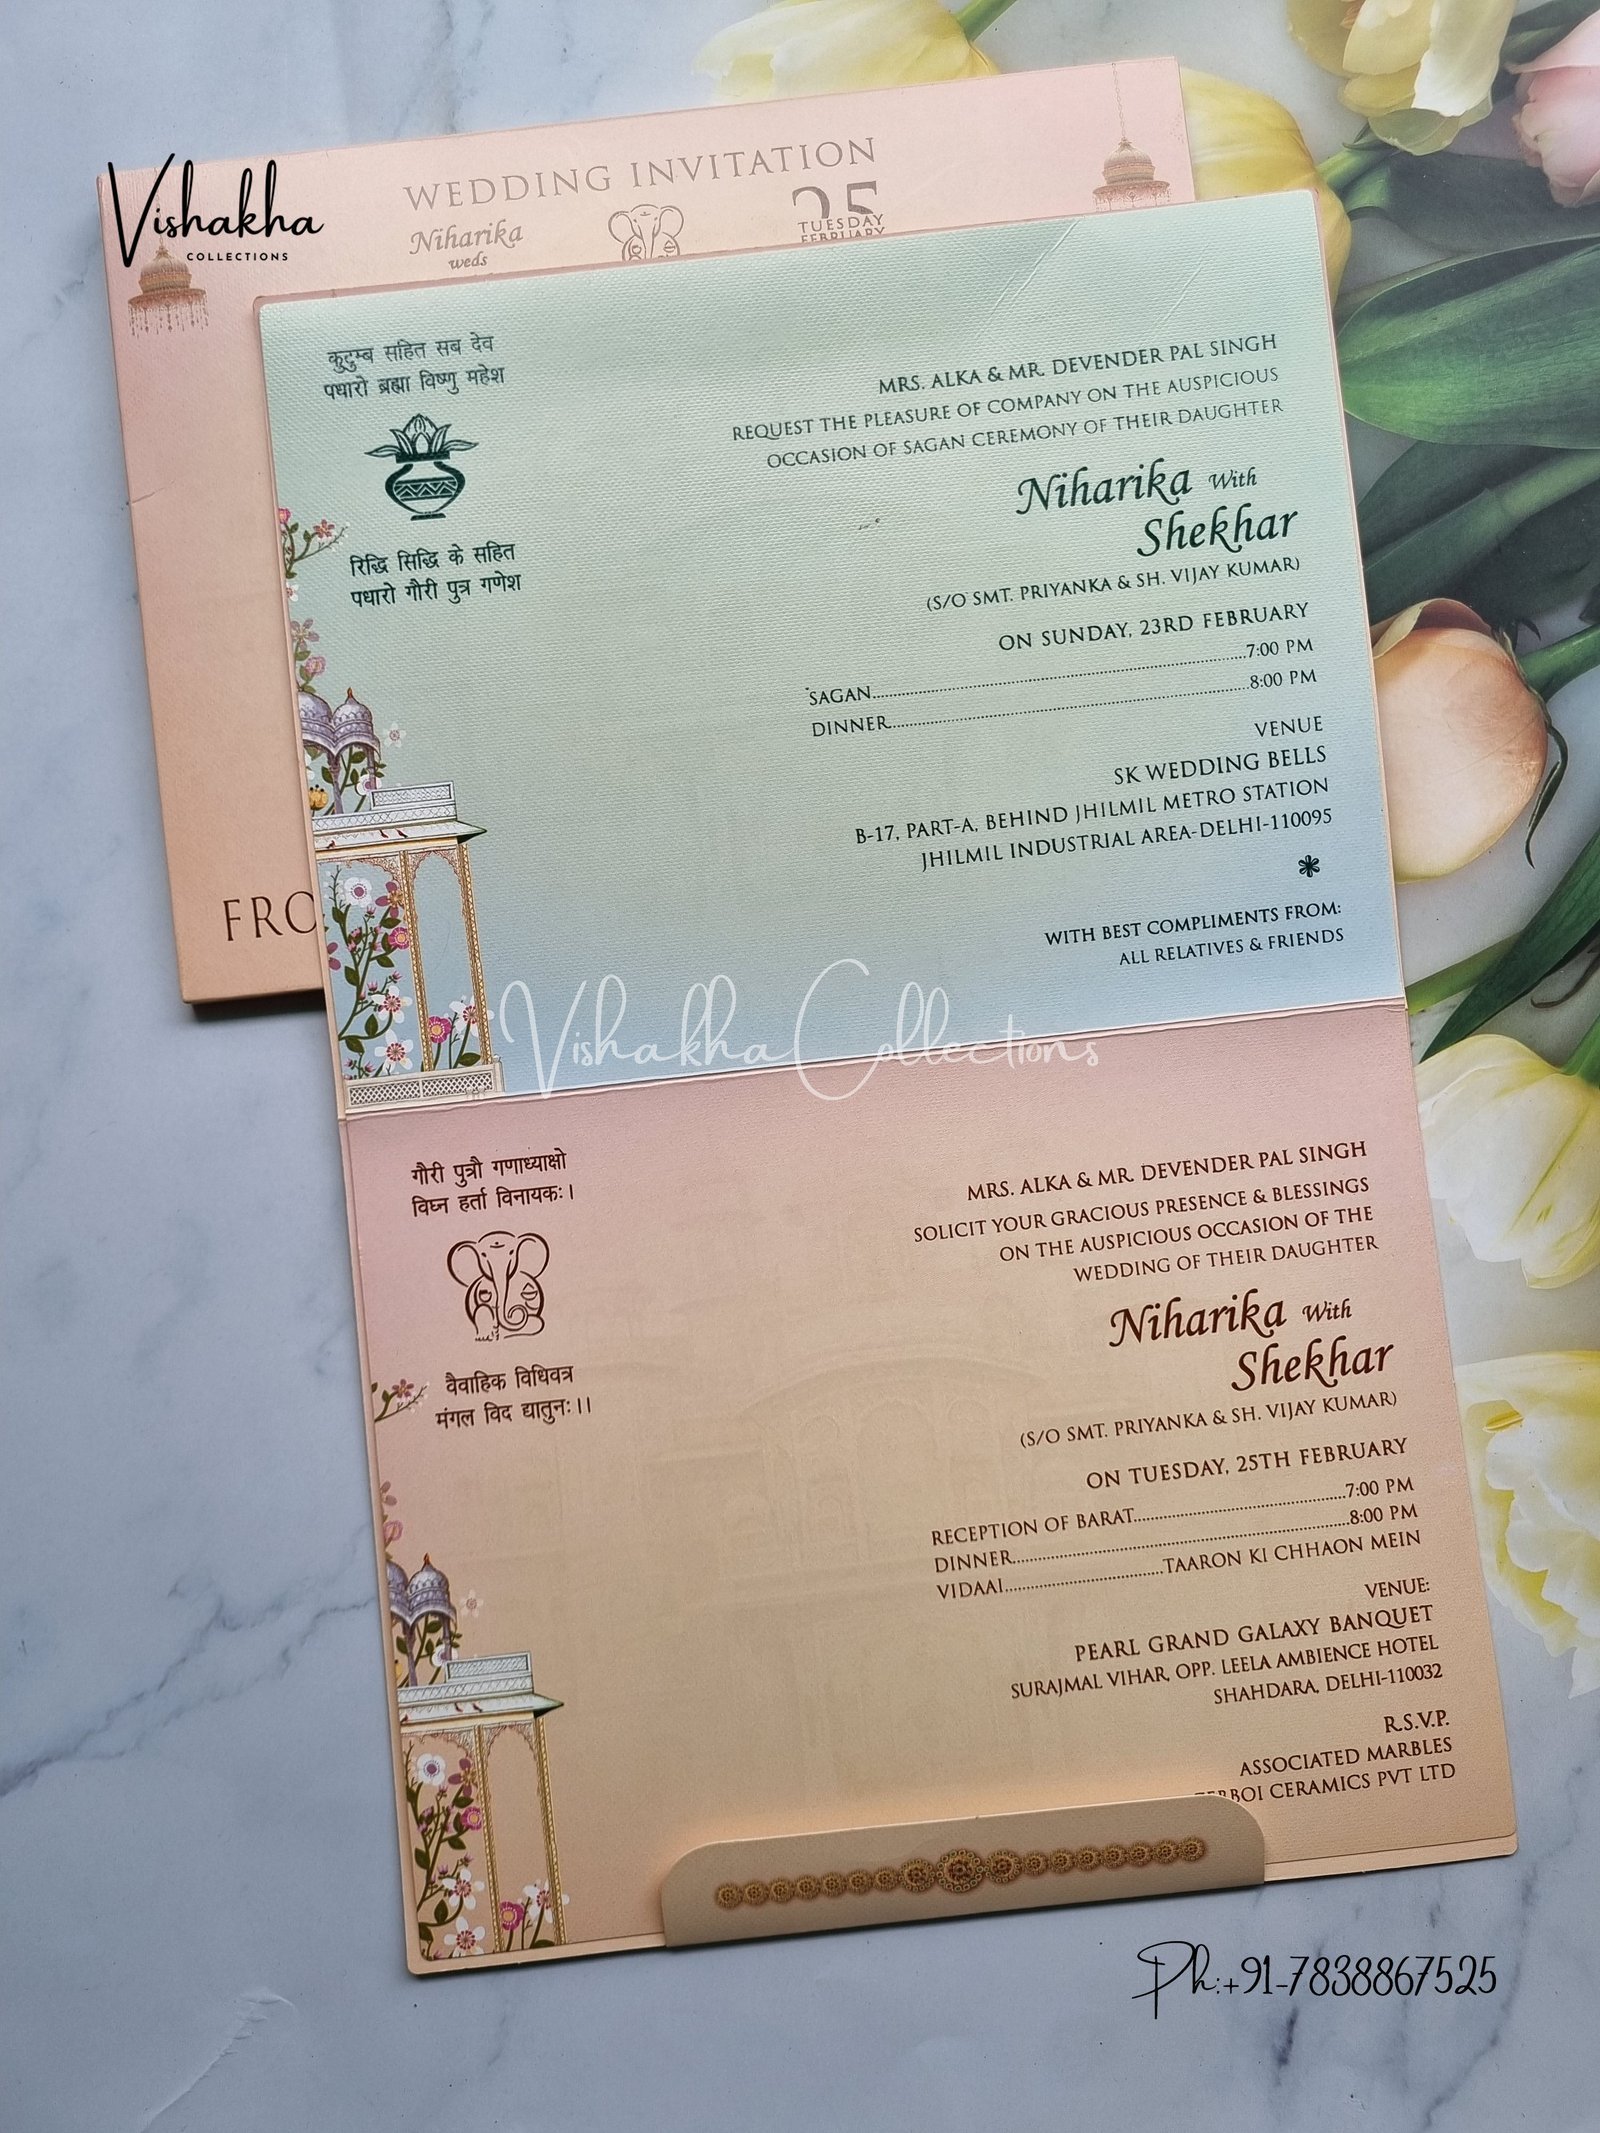 Vishakha
COLLECTIONS
WEDDING INVITATION
Niharika
weds
25
TUESDAY
FEBRUARY
कुटुम्ब सहित सब देव
पधारो ब्रह्मा विष्णु महेश
रिद्धि सिद्धि के सहित
पधारो गौरी पुत्र गणेश
MRS. ALKA & MR. DEVENDER PAL SINGH
REQUEST THE PLEASURE OF COMPANY ON THE AUSPICIOUS
OCCASION OF SAGAN CEREMONY OF THEIR DAUGHTER
Niharika With
Shekhar
(S/O SMT. PRIYANKA & SH. VIJAY KUMAR)
ON SUNDAY, 23RD FEBRUARY
SAGAN...7:00 PM
DINNER...8:00 PM
VENUE
SK WEDDING BELLS
B-17, PART-A, BEHIND JHILMIL METRO STATION
JHILMIL INDUSTRIAL AREA-DELHI-110095
WITH BEST COMPLIMENTS FROM:
ALL RELATIVES & FRIENDS
Vishakha Collections
गौरी पुत्रौ गणाध्याक्षो
विघ्न हर्ता विनायकः।
वैवाहिक विधिवत्र
मंगल विद द्यातुनः।।
MRS. ALKA & MR. DEVENDER PAL SINGH
SOLICIT YOUR GRACIOUS PRESENCE & BLESSINGS
ON THE AUSPICIOUS OCCASION OF THE
WEDDING OF THEIR DAUGHTER
Niharika With
Shekhar
(S/O SMT. PRIYANKA & SH. VIJAY KUMAR)
ON TUESDAY, 25TH FEBRUARY
RECEPTION OF BARAT...7:00 PM
DINNER...8:00 PM
VIDAAI...TAARON KI CHHAON MEIN
VENUE:
PEARL GRAND GALAXY BANQUET
SURAJMAL VIHAR, OPP. LEELA AMBIENCE HOTEL
SHAHDARA, DELHI-110032
R.S.V.P.
ASSOCIATED MARBLES
CERAMICS PVT LTD
Ph:+91-7838867525